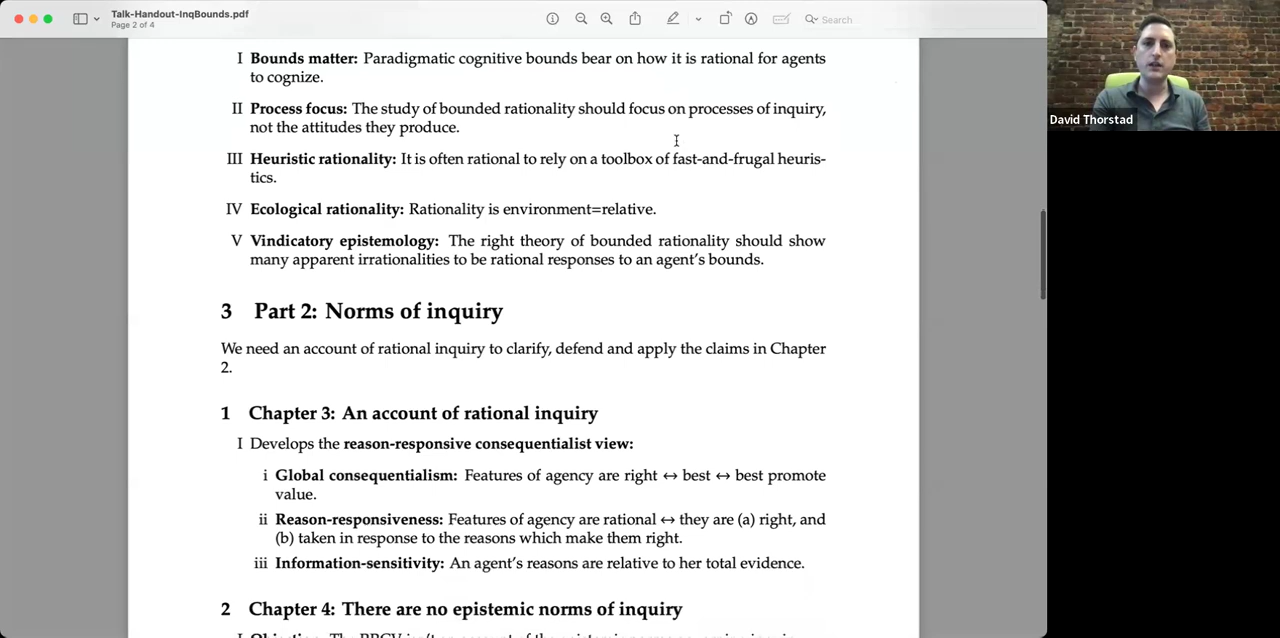 Talk-Handout-InqBounds.pdf
Page 2 of 4
Search
David Thorstad
I Bounds matter: Paradigmatic cognitive bounds bear on how it is rational for agents
to cognize.
II Process focus: The study of bounded rationality should focus on processes of inquiry,
not the attitudes they produce.
III Heuristic rationality: It is often rational to rely on a toolbox of fast-and-frugal heuris-
tics.
IV Ecological rationality: Rationality is environment=relative.
V Vindicatory epistemology: The right theory of bounded rationality should show
many apparent irrationalities to be rational responses to an agent's bounds.
3 Part 2: Norms of inquiry
We need an account of rational inquiry to clarify, defend and apply the claims in Chapter
2.
1 Chapter 3: An account of rational inquiry
I Develops the reason-responsive consequentialist view:
i Global consequentialism: Features of agency are right ↔ best ↔ best promote
value.
ii Reason-responsiveness: Features of agency are rational ↔ they are (a) right, and
(b) taken in response to the reasons which make them right.
iii Information-sensitivity: An agent's reasons are relative to her total evidence.
2 Chapter 4: There are no epistemic norms of inquiry